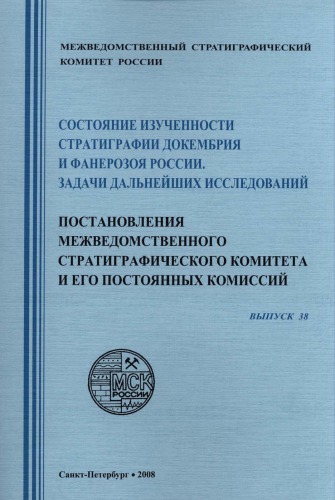 МЕЖВЕДОМСТВЕННЫЙ СТРАТИГРАФИЧЕСКИЙ
КОМИТЕТ РОССИИ
СОСТОЯНИЕ ИЗУЧЕННОСТИ
СТРАТИГРАФИИ ДОКЕМБРИЯ
И ФАНЕРОЗОЯ РОССИИ.
ЗАДАЧИ ДАЛЬНЕЙШИХ ИССЛЕДОВАНИЙ
ПОСТАНОВЛЕНИЯ
МЕЖВЕДОМСТВЕННОГО
СТРАТИГРАФИЧЕСКОГО КОМИТЕТА
И ЕГО ПОСТОЯННЫХ КОМИССИЙ
ВЫПУСК 38
МСК
РОССИИ
Санкт-Петербург • 2008